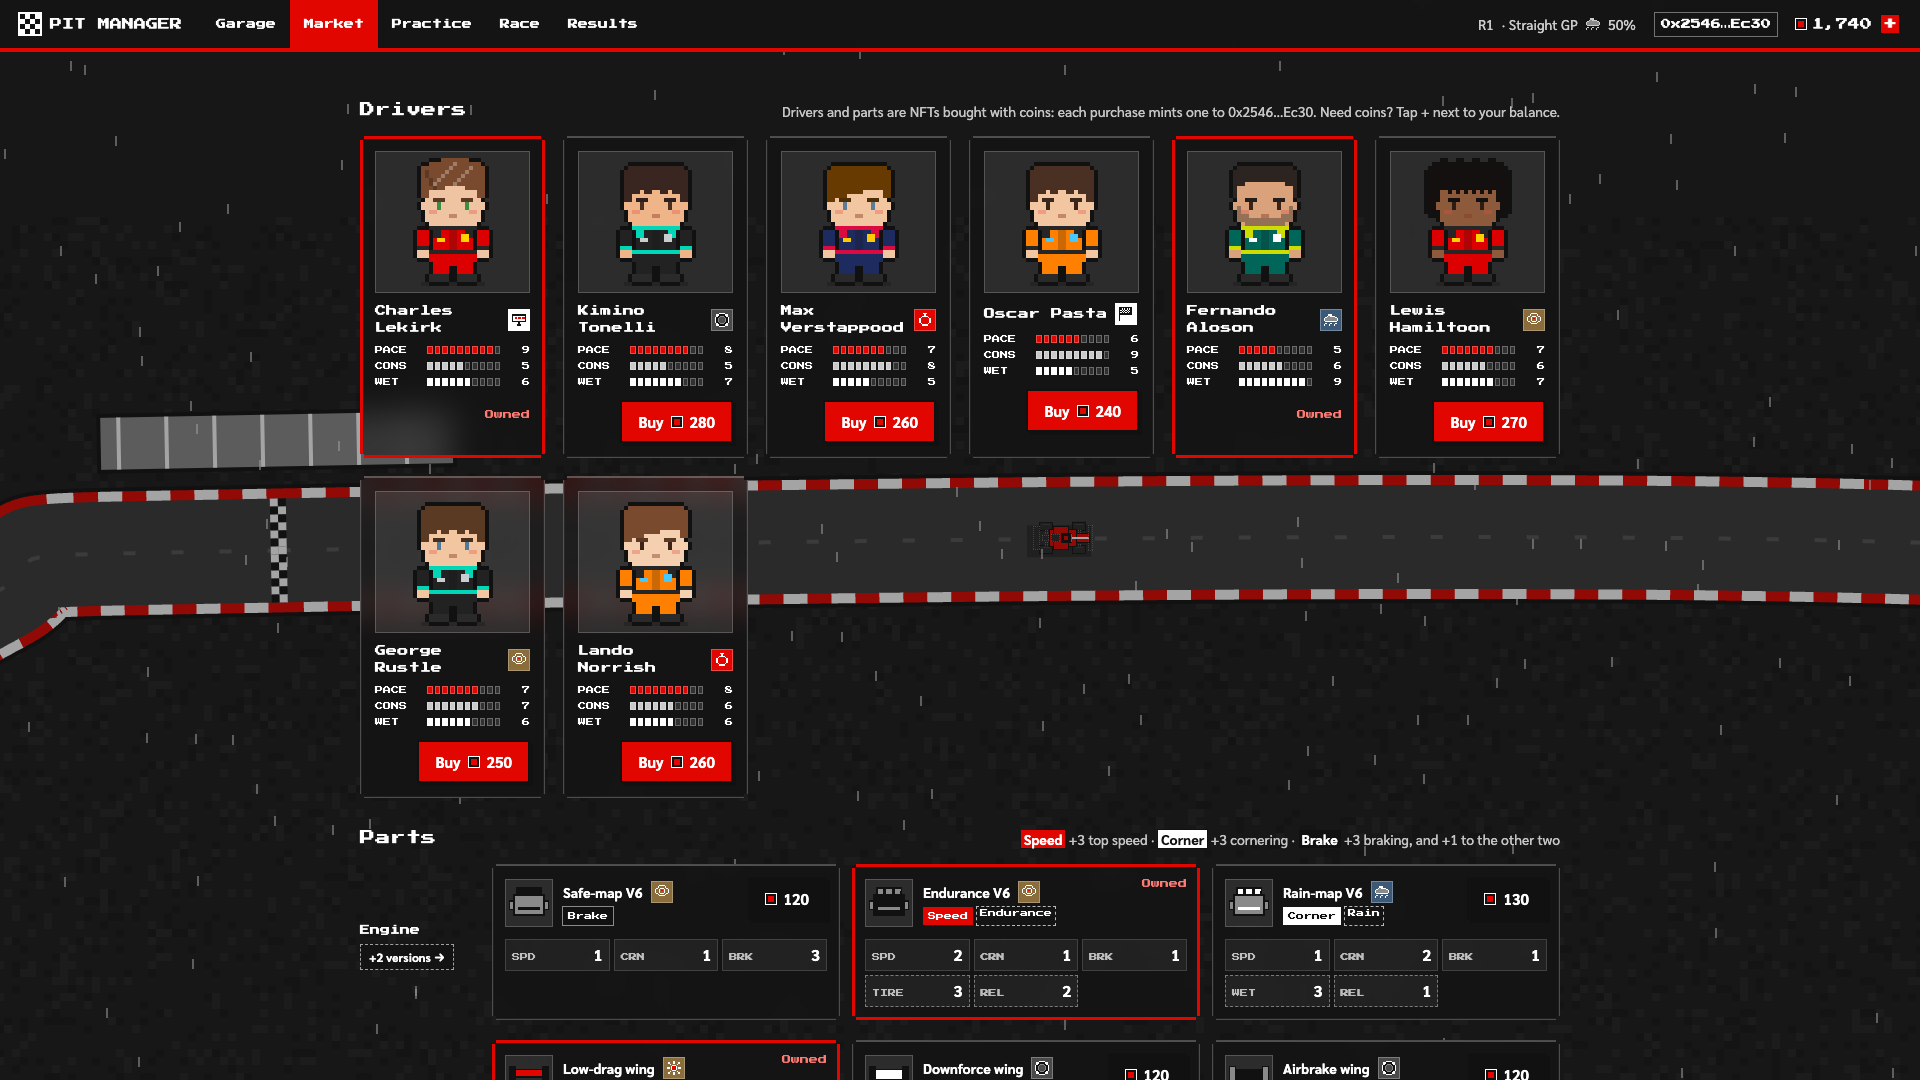 PIT MANAGER Garage Market Practice Race Results R1 · Straight GP 50% 0x2546...Ec30 1,740 +
Drivers
Drivers and parts are NFTs bought with coins: each purchase mints one to 0x2546...Ec30. Need coins? Tap + next to your balance.
Charles Lekirk
PACE 9
CONS 5
WET 6
Owned
Kimino Tonelli
PACE 8
CONS 5
WET 7
Buy 280
Max Verstappood
PACE 7
CONS 8
WET 5
Buy 260
Oscar Pasta
PACE 6
CONS 9
WET 5
Buy 240
Fernando Aloson
PACE 5
CONS 6
WET 9
Owned
Lewis Hamiltoon
PACE 7
CONS 6
WET 7
Buy 270
George Rustle
PACE 7
CONS 7
WET 6
Buy 250
Lando Norrish
PACE 8
CONS 6
WET 6
Buy 260
Parts
Speed +3 top speed · Corner +3 cornering · Brake +3 braking, and +1 to the other two
Engine
+2 versions →
Safe-map V6 120
Brake
SPD 1 CRN 1 BRK 3
Endurance V6 Owned
Speed Endurance
SPD 2 CRN 1 BRK 1
TIRE 3 REL 2
Rain-map V6 130
Corner Rain
SPD 1 CRN 2 BRK 1
WET 3 REL 1
Low-drag wing Owned
Downforce wing 120
Airbrake wing 120